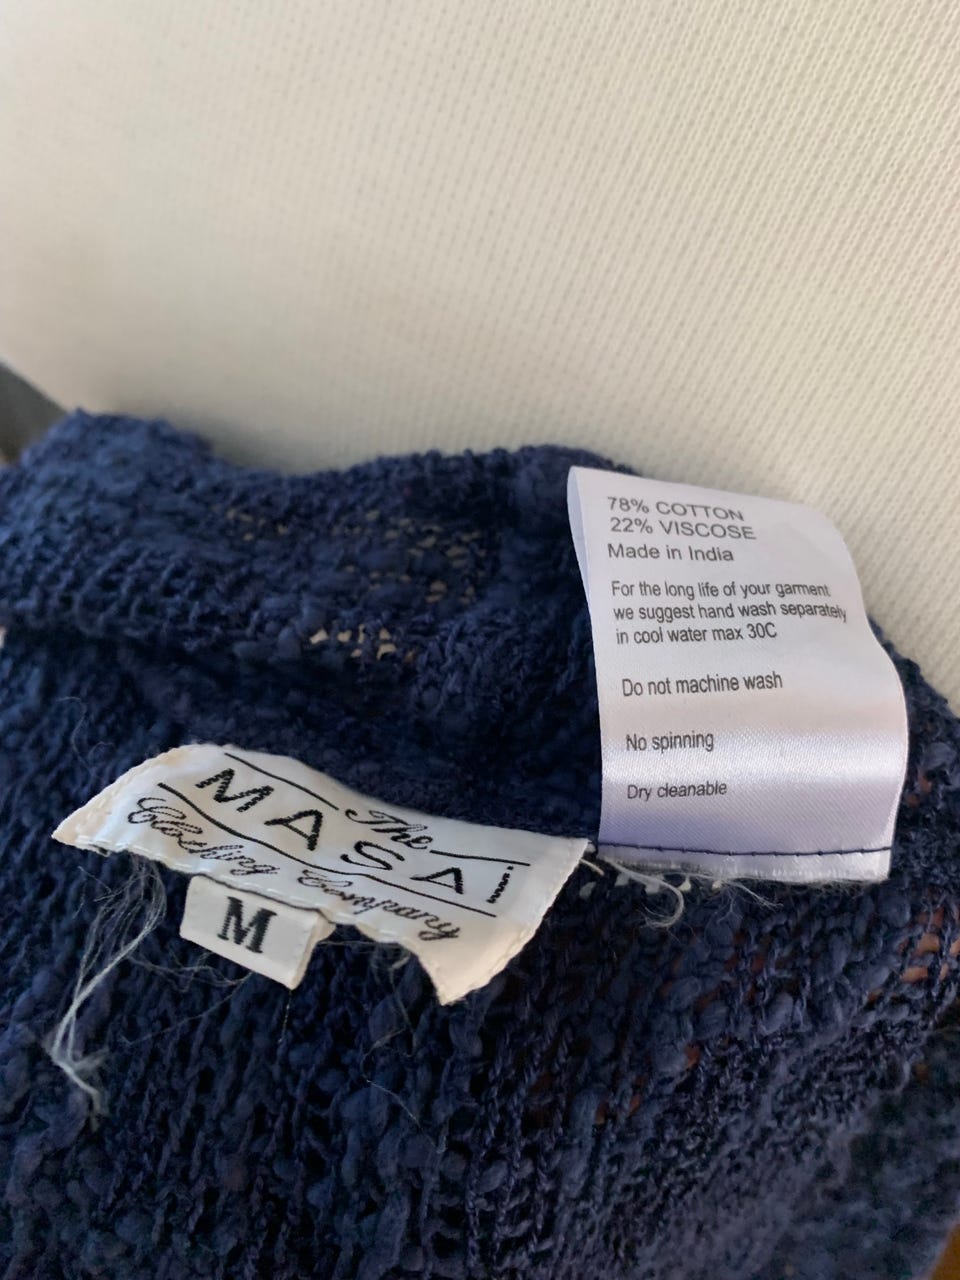 78% COTTON
22% VISCOSE
Made in India
For the long life of your garment
we suggest hand wash separately
in cool water max 30C
Do not machine wash
No spinning
Dry cleanable
The
MASAI
Clothing Company
M